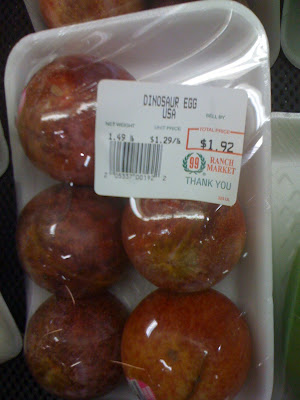 DINOSAUR EGG
USA
SELL BY
NET WEIGHT
UNIT PRICE
TOTAL PRICE
1.49 lb
$1.29/lb
$1.92
99
RANCH
MARKET
THANK YOU